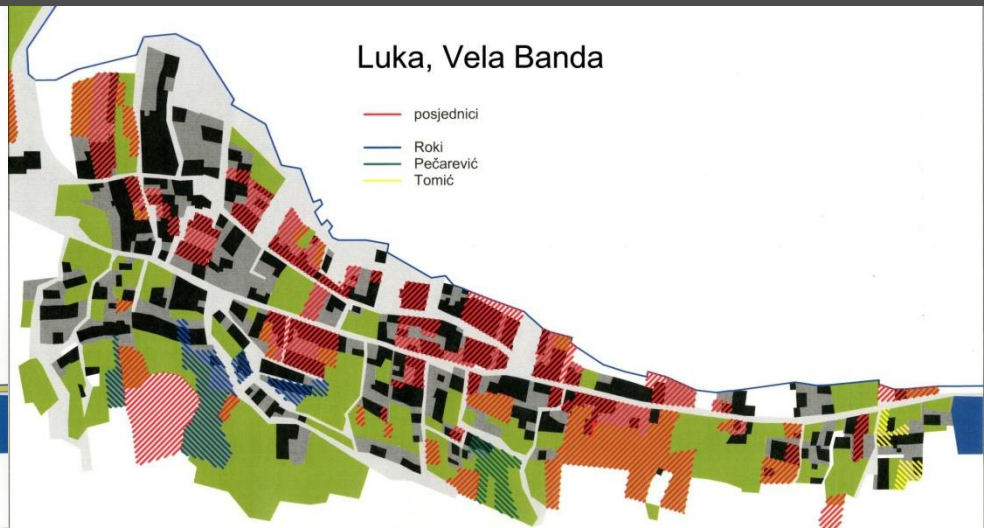 Luka, Vela Banda
posjednici
Roki
Pečarević
Tomić